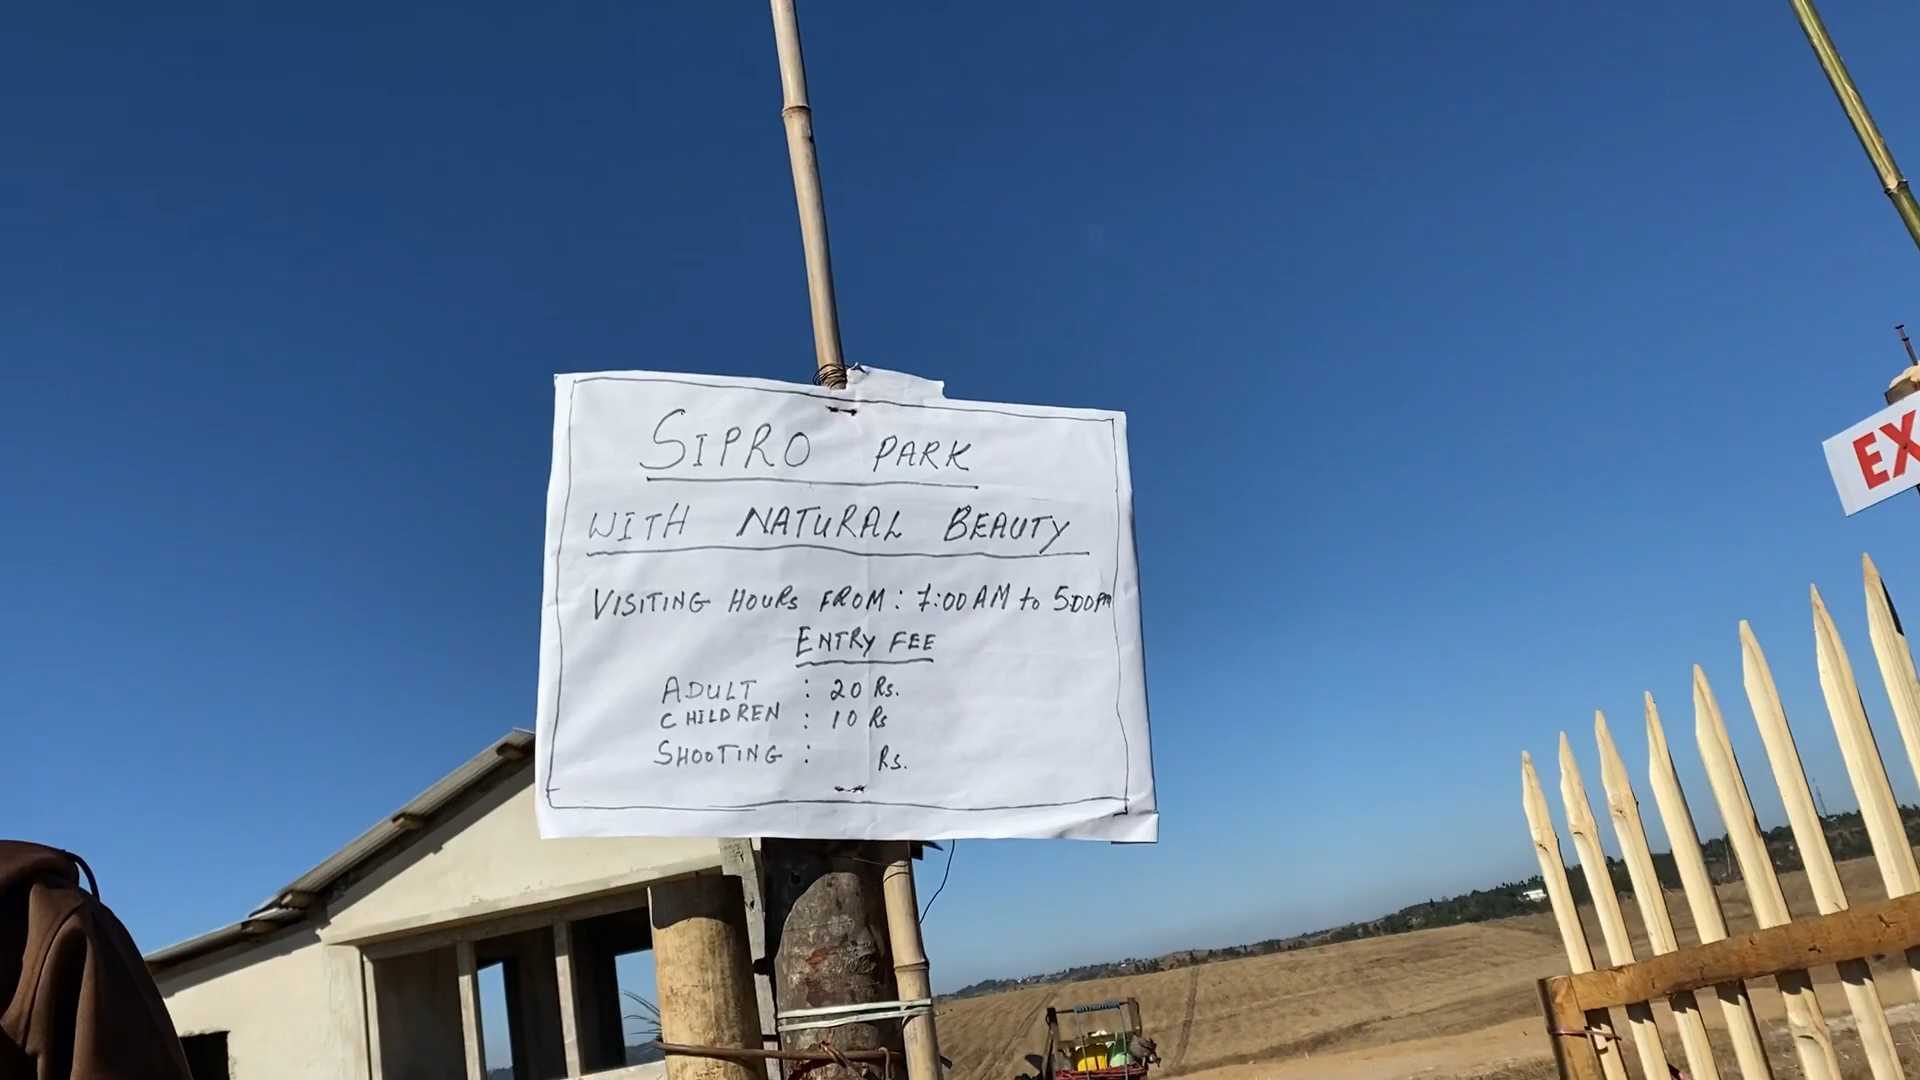 SIPRO PARK
WITH NATURAL BEAUTY
VISITING HOURS FROM: 7:00 AM to 5:00 PM
ENTRY FEE
ADULT : 20 Rs.
CHILDREN : 10 Rs
SHOOTING : Rs.
EX